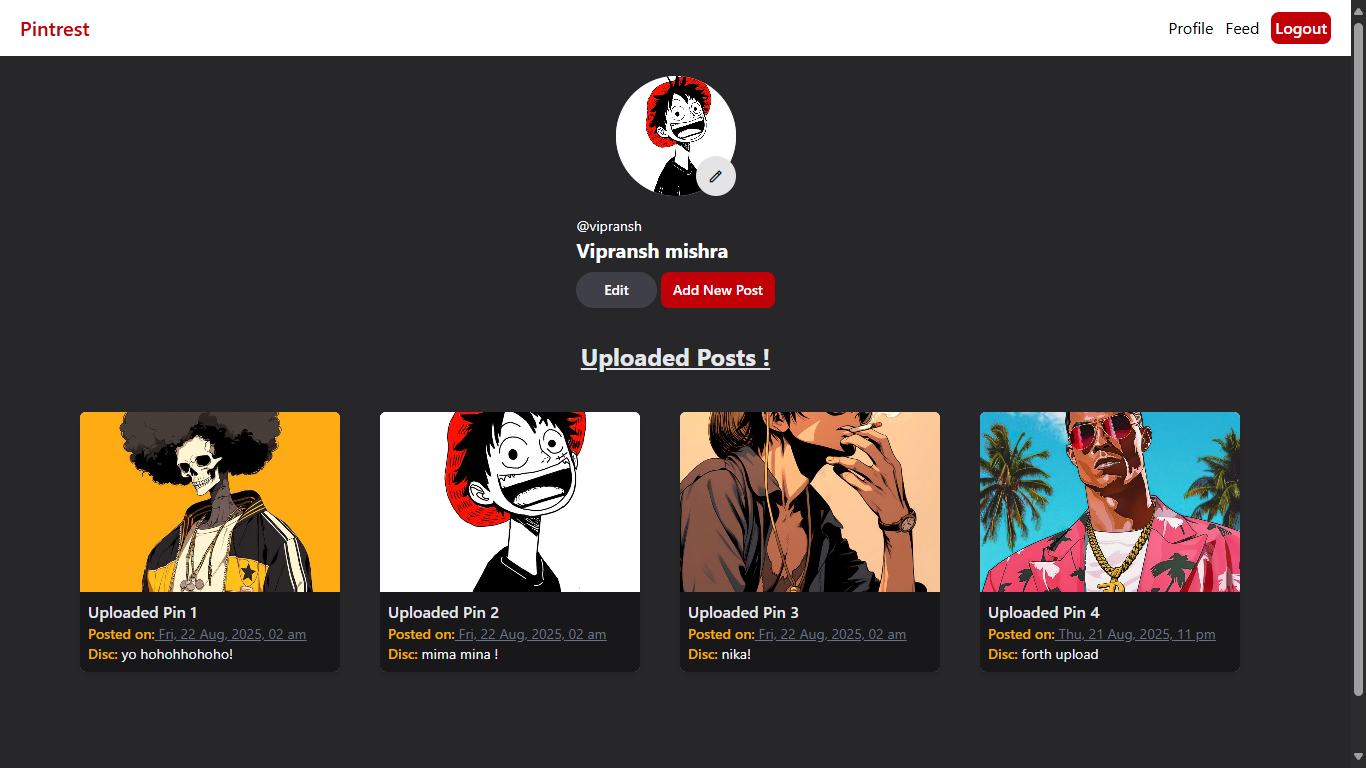 Pintrest
Profile Feed Logout
@vipransh
Vipransh mishra
Edit Add New Post
Uploaded Posts !
Uploaded Pin 1
Posted on: Fri, 22 Aug, 2025, 02 am
Disc: yo hohohhohoho!
Uploaded Pin 2
Posted on: Fri, 22 Aug, 2025, 02 am
Disc: mima mina !
Uploaded Pin 3
Posted on: Fri, 22 Aug, 2025, 02 am
Disc: nika!
Uploaded Pin 4
Posted on: Thu, 21 Aug, 2025, 11 pm
Disc: forth upload